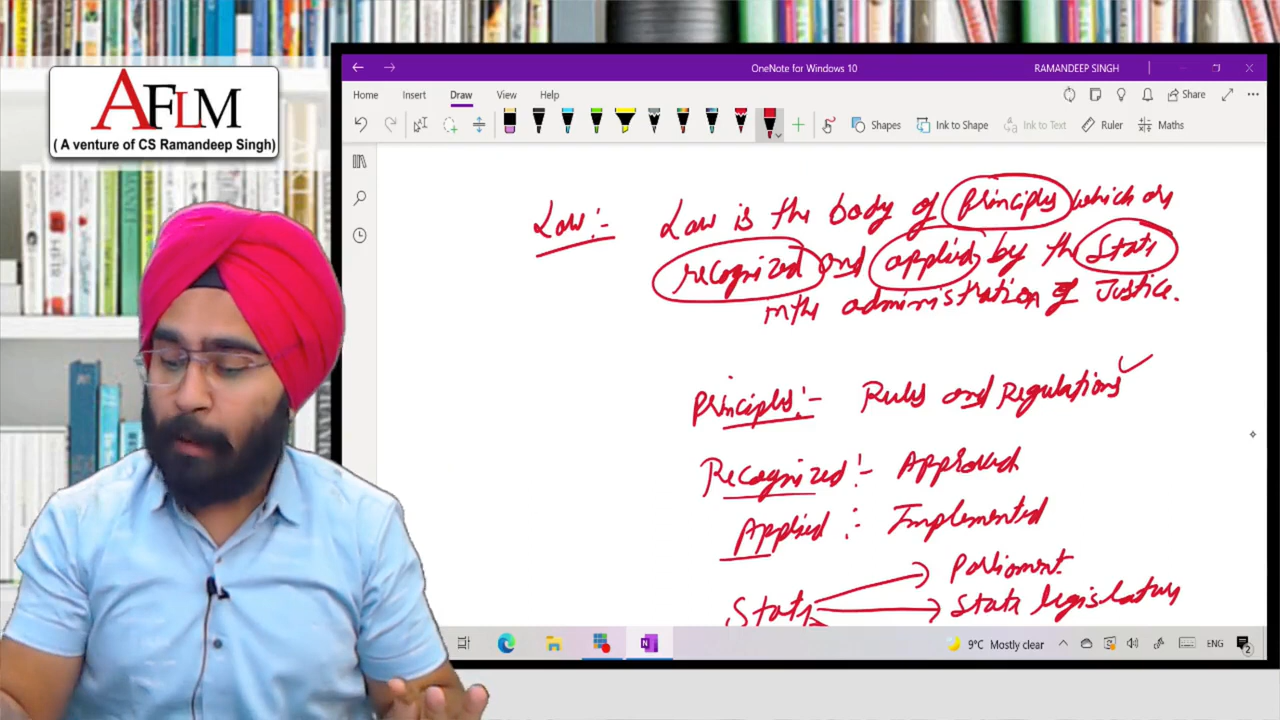 AFLM
( A venture of CS Ramandeep Singh)
OneNote for Windows 10
RAMANDEEP SINGH
Home Insert Draw View Help
Share
Shapes
Ink to Shape
Ink to Text
Ruler
Maths
Law:- Law is the body of Principles which are
recognized and applied by the State
in the administration of Justice.
Principles:- Rules and Regulations
Recognized:- Approved
Applied:- Implemented
Parliament
State State legislature
9°C Mostly clear
ENG
2